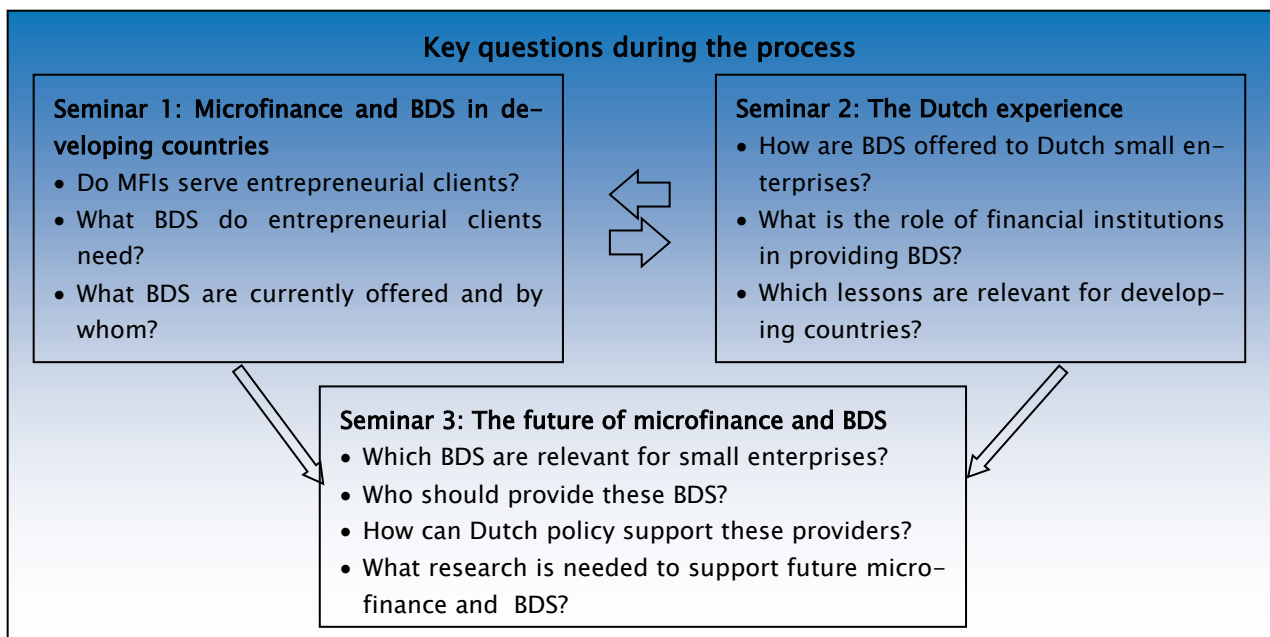 Key questions during the process
Seminar 1: Microfinance and BDS in de-
veloping countries
• Do MFIs serve entrepreneurial clients?
• What BDS do entrepreneurial clients
need?
• What BDS are currently offered and by
whom?
Seminar 2: The Dutch experience
• How are BDS offered to Dutch small en-
terprises?
• What is the role of financial institutions
in providing BDS?
• Which lessons are relevant for develop-
ing countries?
Seminar 3: The future of microfinance and BDS
• Which BDS are relevant for small enterprises?
• Who should provide these BDS?
• How can Dutch policy support these providers?
• What research is needed to support future micro-
finance and BDS?